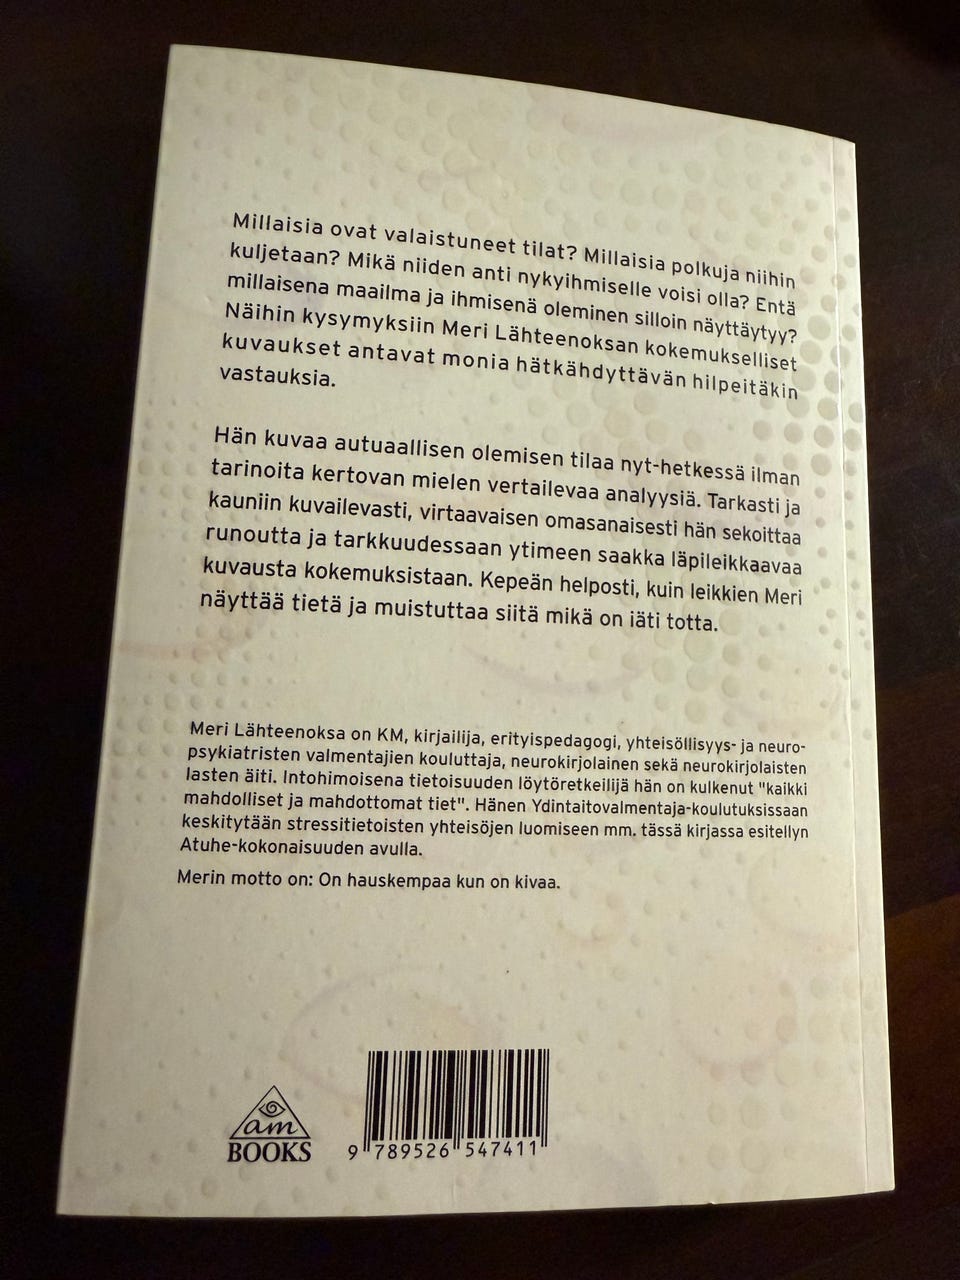 Millaisia ovat valaistuneet tilat? Millaisia polkuja niihin
kuljetaan? Mikä niiden anti nykyihmiselle voisi olla? Entä
millaisena maailma ja ihmisenä oleminen silloin näyttäytyy?
Näihin kysymyksiin Meri Lähteenoksan kokemukselliset
kuvaukset antavat monia hätkähdyttävän hilpeitäkin
vastauksia.
Hän kuvaa autuaallisen olemisen tilaa nyt-hetkessä ilman
tarinoita kertovan mielen vertailevaa analyysiä. Tarkasti ja
kauniin kuvailevasti, virtaavaisen omasanaisesti hän sekoittaa
runoutta ja tarkkuudessaan ytimeen saakka läpileikkaavaa
kuvausta kokemuksistaan. Kepeän helposti, kuin leikkien Meri
näyttää tietä ja muistuttaa siitä mikä on iäti totta.
Meri Lähteenoksa on KM, kirjailija, erityispedagogi, yhteisöllisyys- ja neuro-
psykiatristen valmentajien kouluttaja, neurokirjolainen sekä neurokirjolaisten
lasten äiti. Intohimoisena tietoisuuden löytöretkeilijä hän on kulkenut "kaikki
mahdolliset ja mahdottomat tiet". Hänen Ydintaitovalmentaja-koulutuksissaan
keskitytään stressitietoisten yhteisöjen luomiseen mm. tässä kirjassa esitellyn
Atuhe-kokonaisuuden avulla.
Merin motto on: On hauskempaa kun on kivaa.
am
BOOKS
9 789526 547411